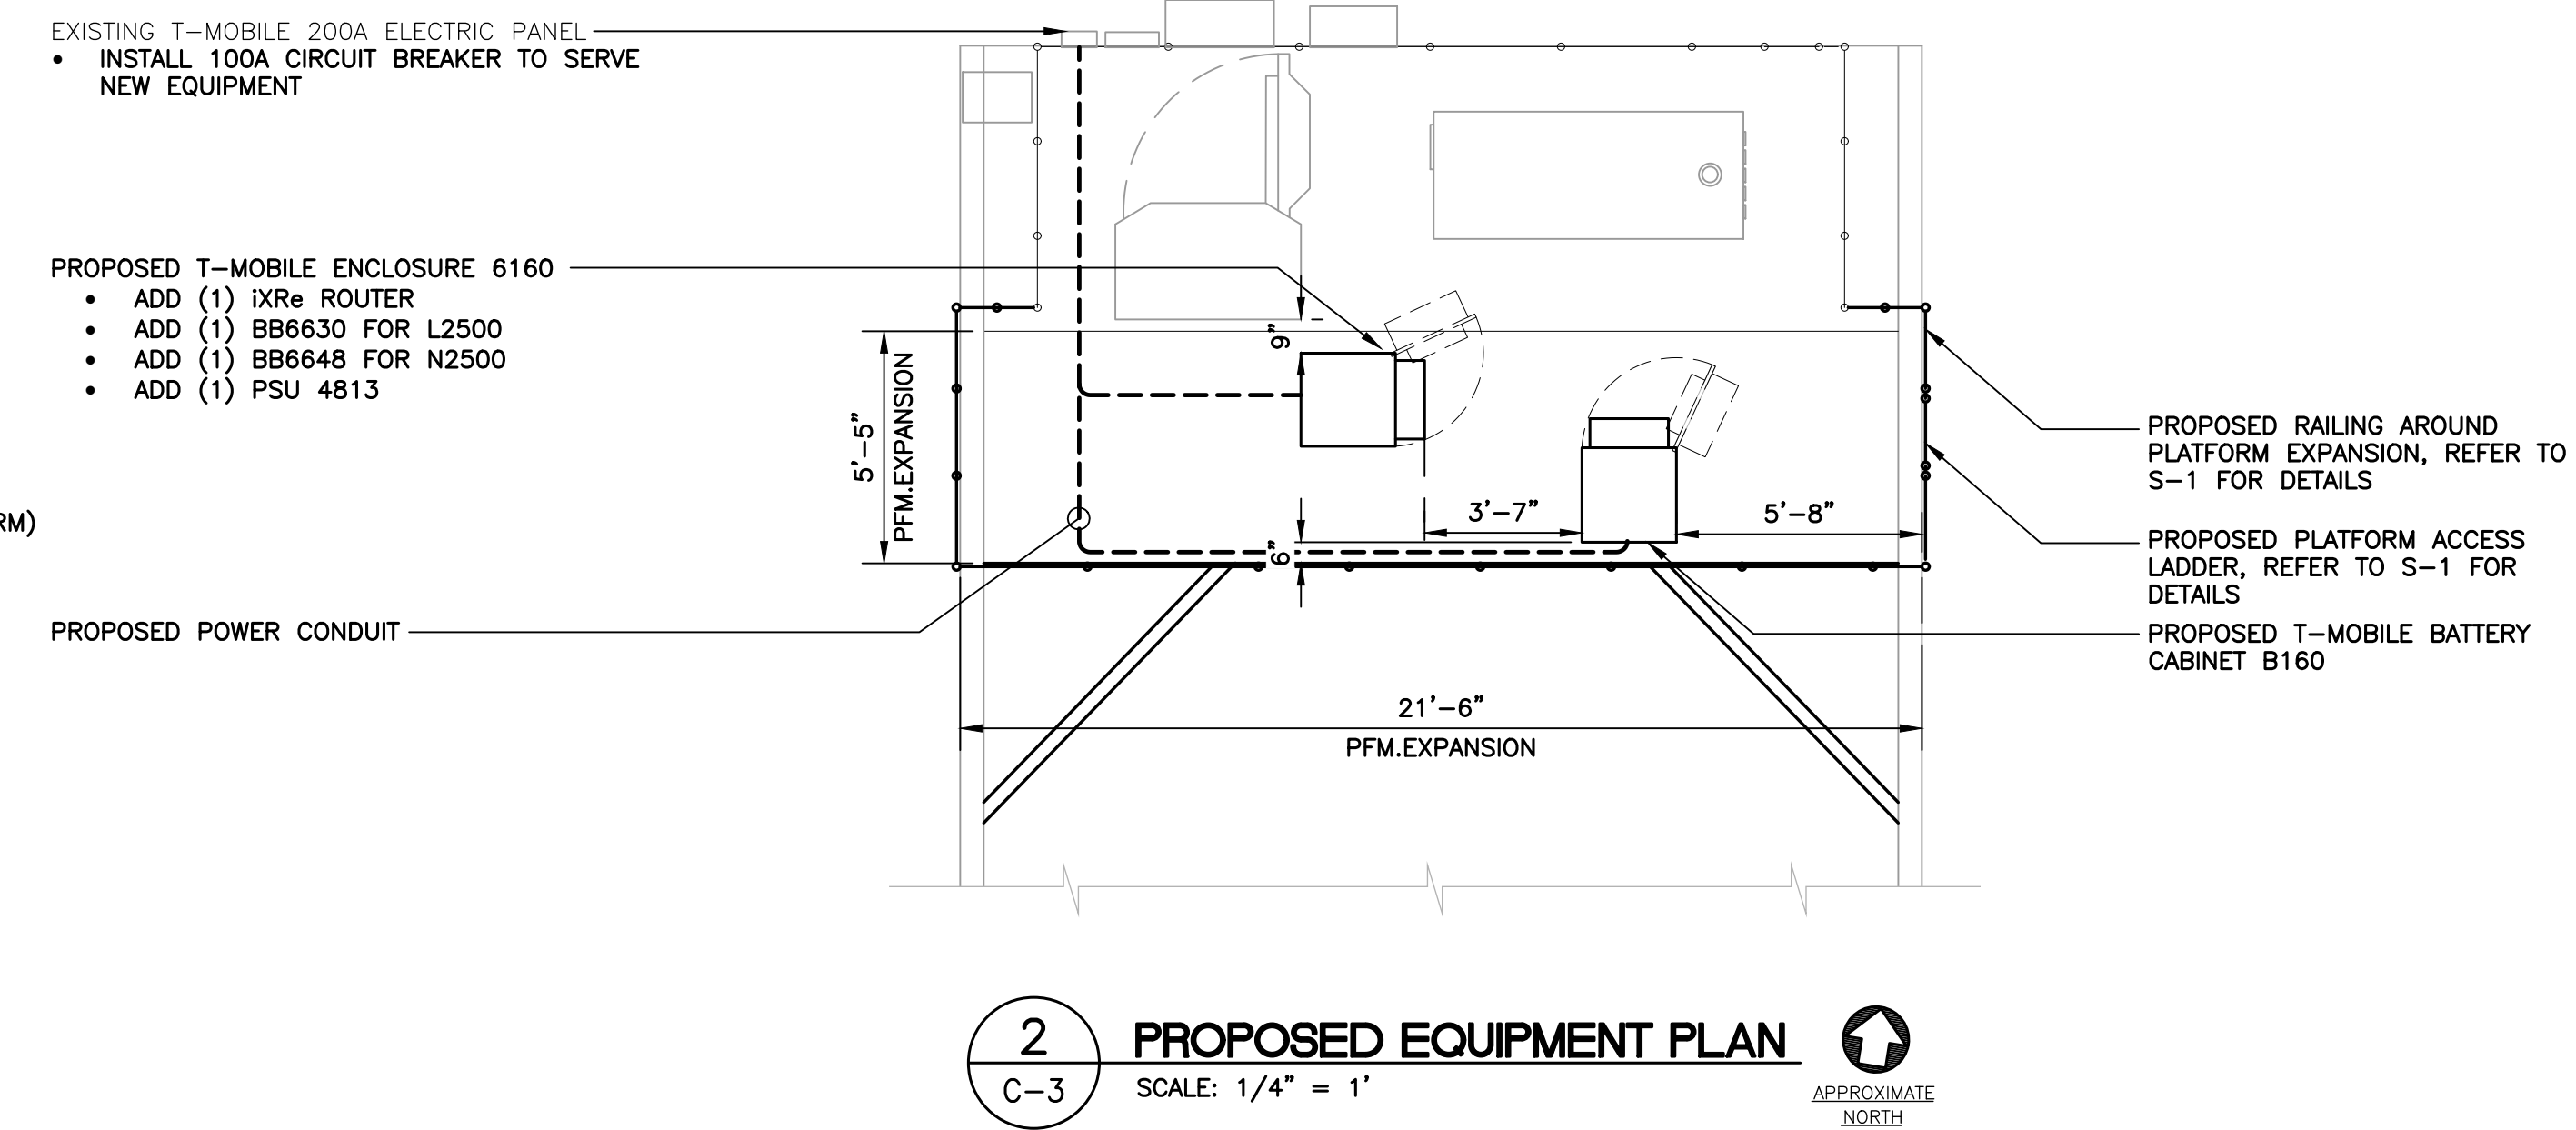 EXISTING T-MOBILE 200A ELECTRIC PANEL
• INSTALL 100A CIRCUIT BREAKER TO SERVE
NEW EQUIPMENT
PROPOSED T-MOBILE ENCLOSURE 6160
• ADD (1) iXRe ROUTER
• ADD (1) BB6630 FOR L2500
• ADD (1) BB6648 FOR N2500
• ADD (1) PSU 4813
RM)
PROPOSED POWER CONDUIT
5'-5"
PFM.EXPANSION
9"
6"
3'-7"
5'-8"
21'-6"
PFM.EXPANSION
PROPOSED RAILING AROUND
PLATFORM EXPANSION, REFER TO
S-1 FOR DETAILS
PROPOSED PLATFORM ACCESS
LADDER, REFER TO S-1 FOR
DETAILS
PROPOSED T-MOBILE BATTERY
CABINET B160
2
C-3
PROPOSED EQUIPMENT PLAN
SCALE: 1/4" = 1'
APPROXIMATE
NORTH